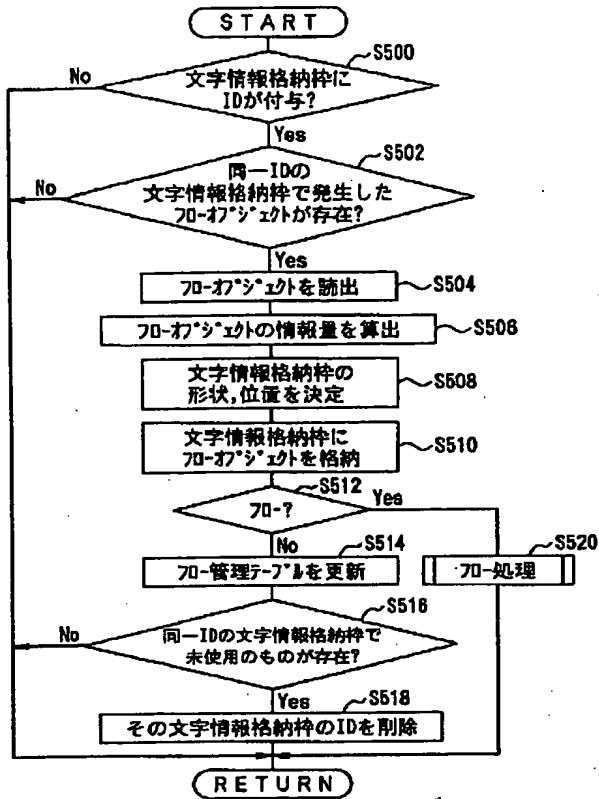 START
S500
文字情報格納枠に
IDが付与?
No
Yes
S502
同一IDの
文字情報格納枠で発生した
フローオブジェクトが存在?
No
Yes
フローオブジェクトを読出
S504
フローオブジェクトの情報量を算出
S506
文字情報格納枠の
形状,位置を決定
S508
文字情報格納枠に
フローオブジェクトを格納
S510
S512
フロー?
Yes
No
S514
フロー管理テーブルを更新
S520
フロー処理
S516
同一IDの文字情報格納枠で
未使用のものが存在?
No
Yes
S518
その文字情報格納枠のIDを削除
RETURN